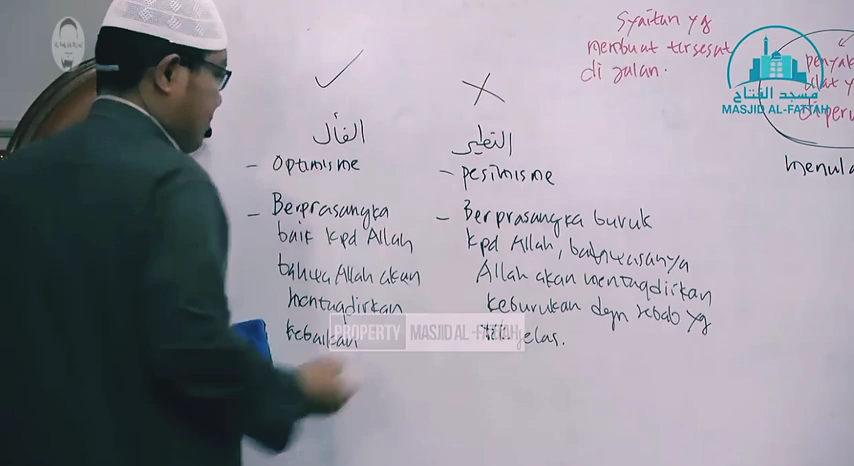 Syaitan yg
membuat tersesat
di jalan.
مسجد الفتاح
MASJID AL-FATTAH
الفأل
- Optimisme
- Berprasangka
baik kpd Allah
bahwa Allah akan
mentaqdirkan
kebaikan
التطير
- pesimisme
- Berprasangka buruk
kpd Allah, bahwasanya
Allah akan mentaqdirkan
keburukan dgn sebab yg
jelas.
PROPERTY MASJID AL-FATTAH